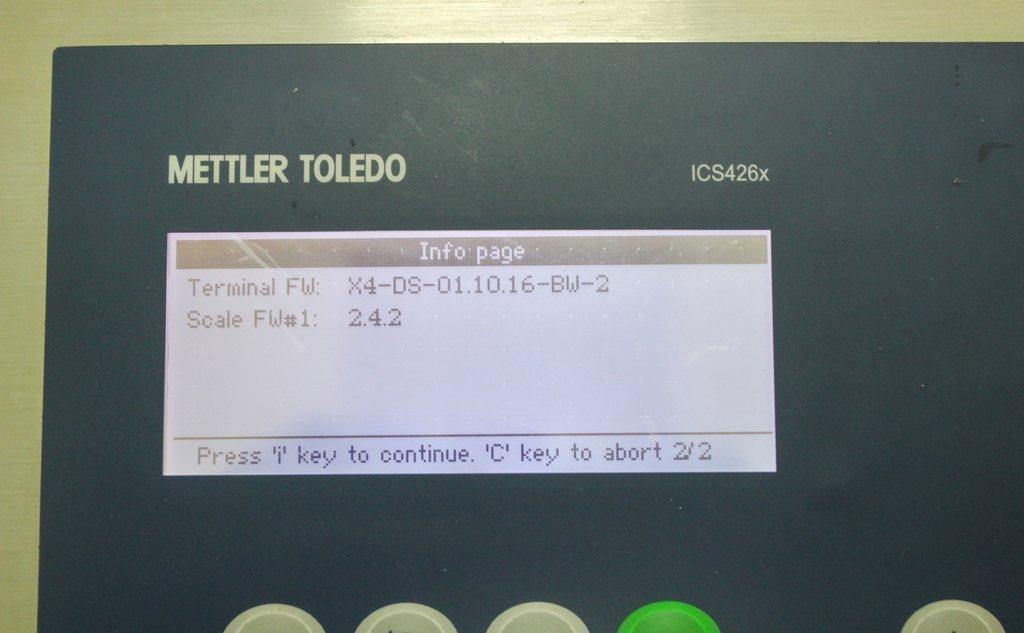 METTLER TOLEDO
ICS426x
Info page
Terminal FW: X4-DS-01.10.16-BW-2
Scale FW#1: 2.4.2
Press 'i' key to continue. 'C' key to abort 2/2